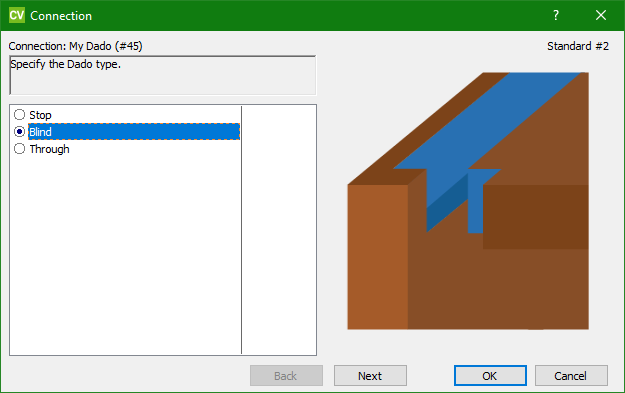 CV Connection ?
Connection: My Dado (#45) Standard #2
Specify the Dado type.
Stop
Blind
Through
Back Next OK Cancel